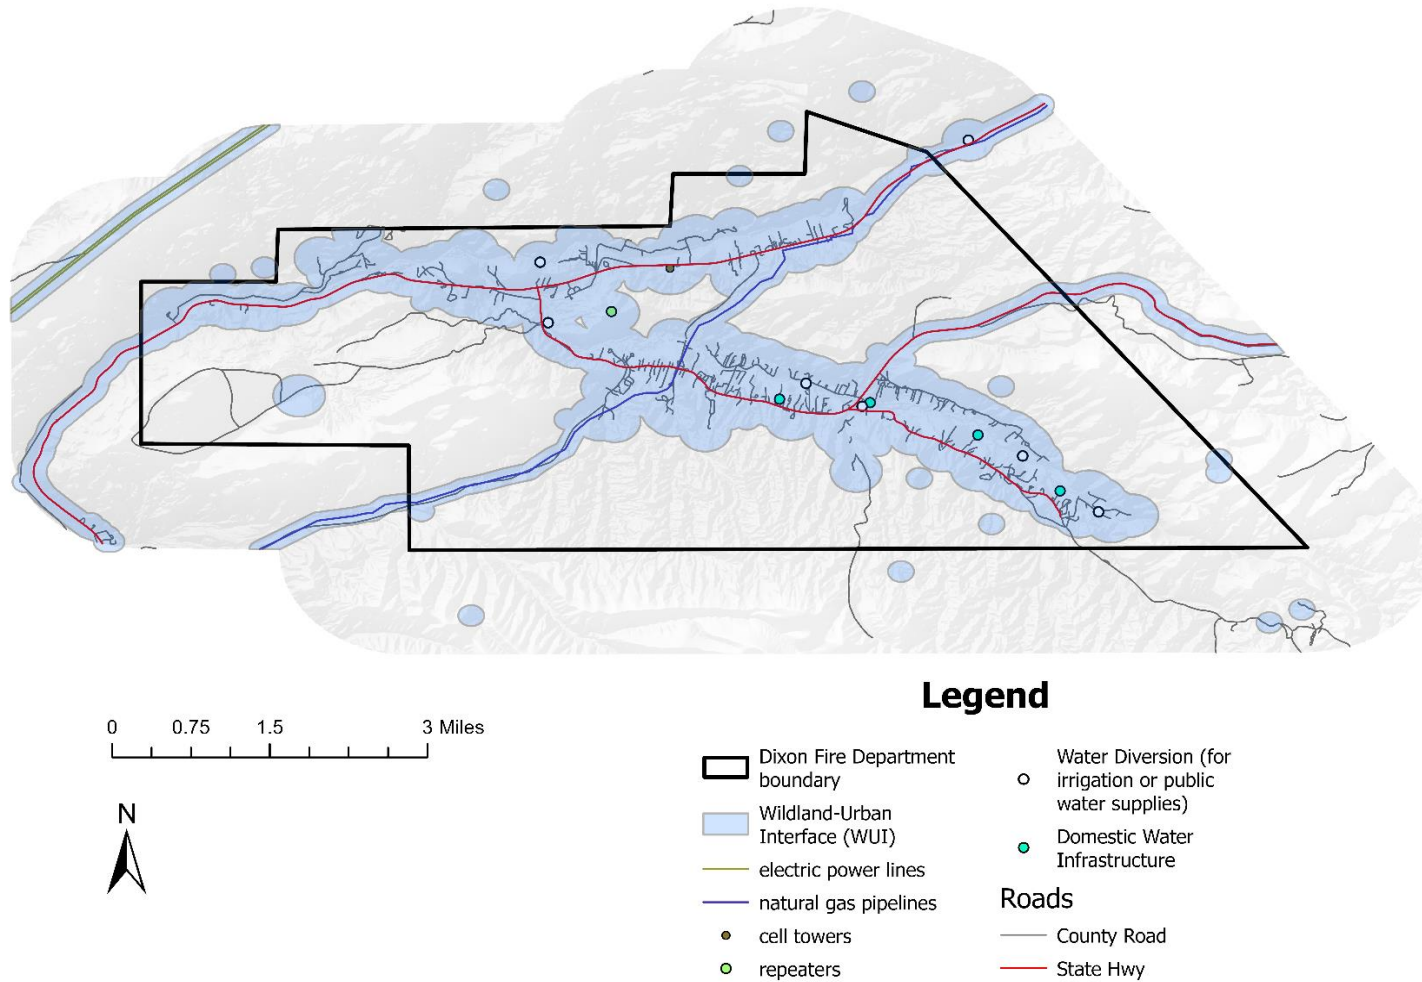 Legend
0 0.75 1.5 3 Miles
N
Dixon Fire Department
boundary
Wildland-Urban
Interface (WUI)
electric power lines
natural gas pipelines
cell towers
repeaters
Water Diversion (for
irrigation or public
water supplies)
Domestic Water
Infrastructure
Roads
County Road
State Hwy